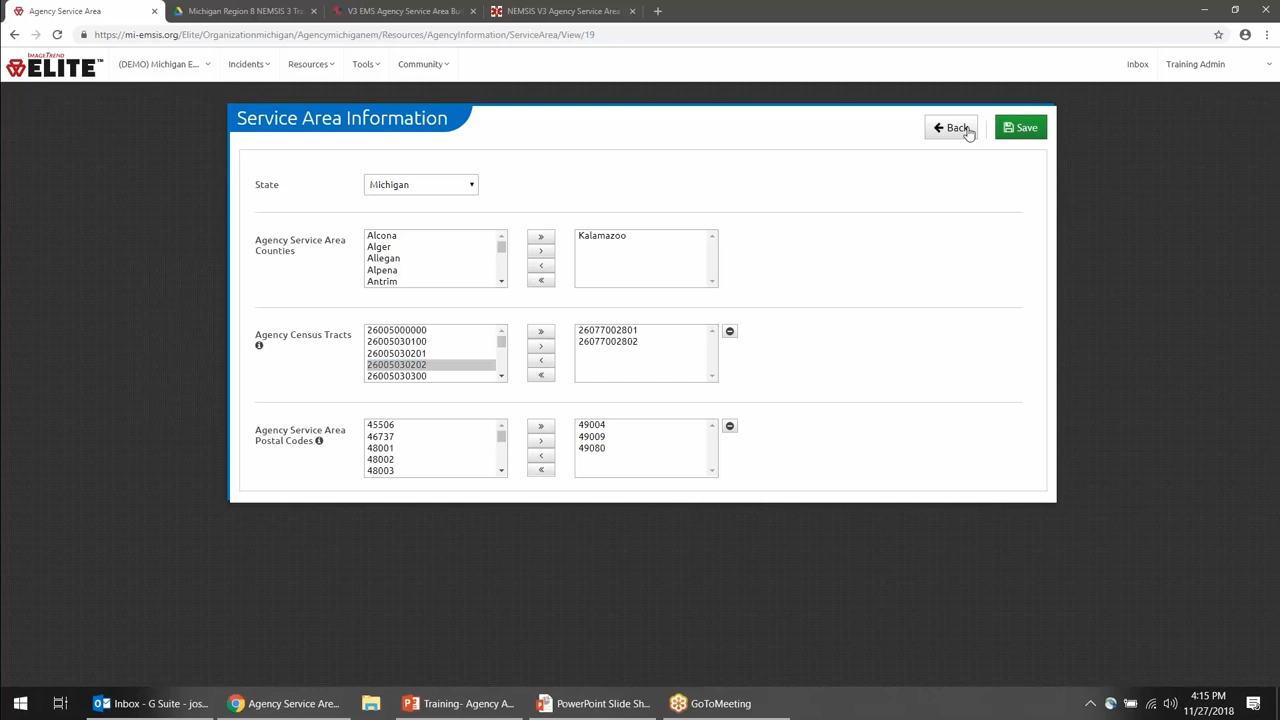 Agency Service Area
Michigan Region 8 NEMSIS 3 Tra
V3 EMS Agency Service Area Bu
NEMSIS V3 Agency Service Area
https://mi-emsis.org/Elite/Organizationmichigan/Agencymichiganem/Resources/AgencyInformation/ServiceArea/View/19
IMAGETREND
ELITE™
(DEMO) Michigan E...
Incidents
Resources
Tools
Community
Inbox
Training Admin
Service Area Information
Back
Save
State
Michigan
Agency Service Area
Counties
Alcona
Alger
Allegan
Alpena
Antrim
»
›
‹
«
Kalamazoo
Agency Census Tracts
26005000000
26005030100
26005030201
26005030202
26005030300
»
›
‹
«
26077002801
26077002802
Agency Service Area
Postal Codes
45506
46737
48001
48002
48003
»
›
‹
«
49004
49009
49080
Inbox - G Suite - jos...
Agency Service Are...
Training- Agency A...
PowerPoint Slide Sh...
GoToMeeting
4:15 PM
11/27/2018